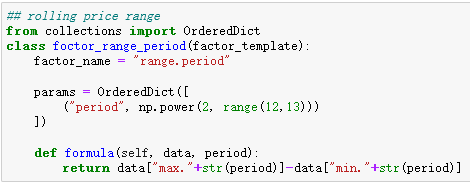 ## rolling price range
from collections import OrderedDict
class foctor_range_period(factor_template):
    factor_name = "range.period"
    params = OrderedDict([
        ("period", np.power(2, range(12,13)))
    ])
    def formula(self, data, period):
        return data["max."+str(period)]-data["min."+str(period)]